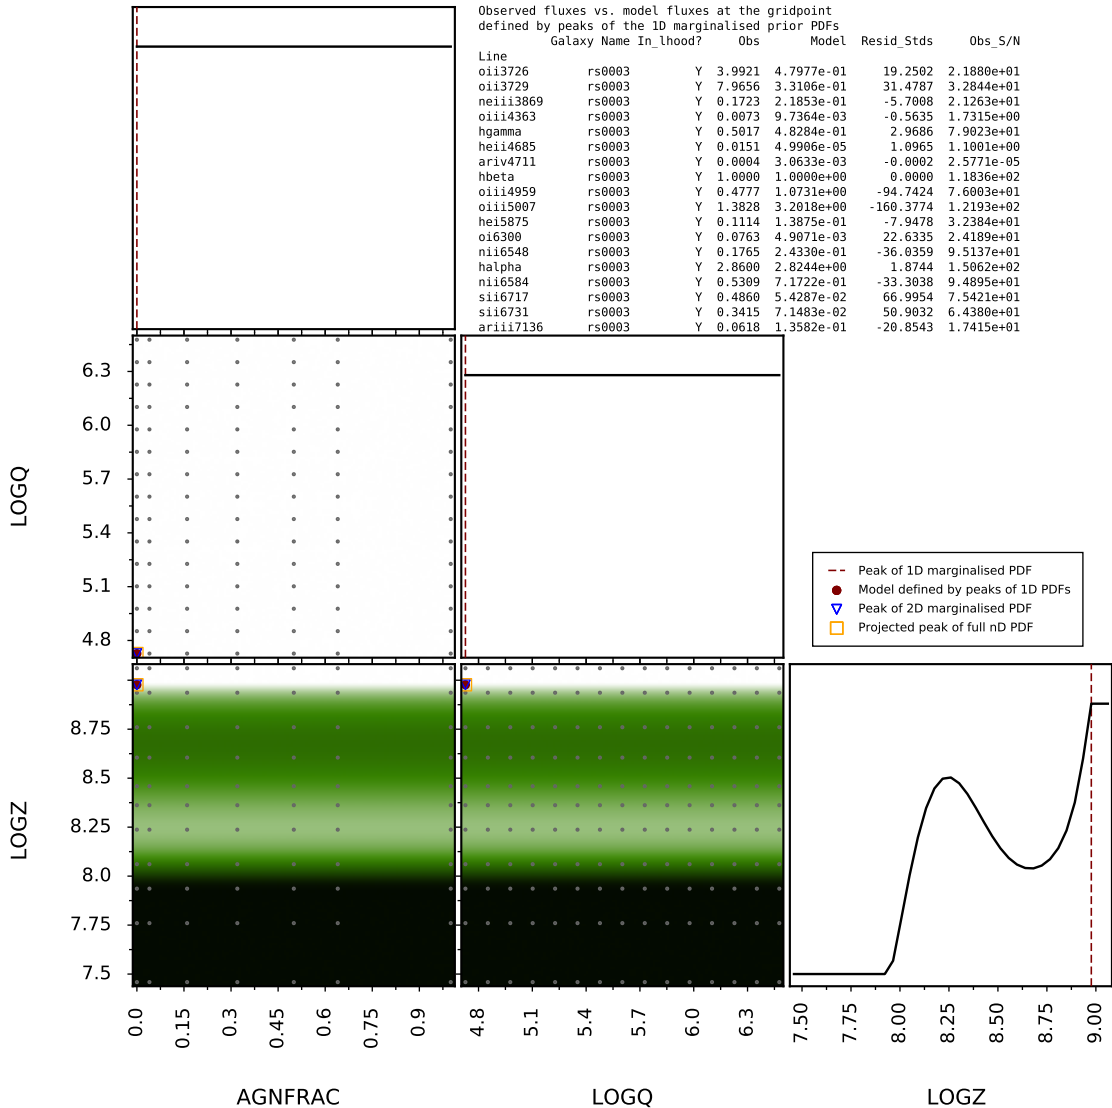 Observed fluxes vs. model fluxes at the gridpoint
defined by peaks of the 1D marginalised prior PDFs
Galaxy Name In_lhood? Obs Model Resid_Stds Obs_S/N
Line
oii3726 rs0003 Y 3.9921 4.7977e-01 19.2502 2.1880e+01
oii3729 rs0003 Y 7.9656 3.3106e-01 31.4787 3.2844e+01
neiii3869 rs0003 Y 0.1723 2.1853e-01 -5.7008 2.1263e+01
oiii4363 rs0003 Y 0.0073 9.7364e-03 -0.5635 1.7315e+00
hgamma rs0003 Y 0.5017 4.8284e-01 2.9686 7.9023e+01
heii4685 rs0003 Y 0.0151 4.9906e-05 1.0965 1.1001e+00
ariv4711 rs0003 Y 0.0004 3.0633e-03 -0.0002 2.5771e-05
hbeta rs0003 Y 1.0000 1.0000e+00 0.0000 1.1836e+02
oiii4959 rs0003 Y 0.4777 1.0731e+00 -94.7424 7.6003e+01
oiii5007 rs0003 Y 1.3828 3.2018e+00 -160.3774 1.2193e+02
hei5875 rs0003 Y 0.1114 1.3875e-01 -7.9478 3.2384e+01
oi6300 rs0003 Y 0.0763 4.9071e-03 22.6335 2.4189e+01
nii6548 rs0003 Y 0.1765 2.4330e-01 -36.0359 9.5137e+01
halpha rs0003 Y 2.8600 2.8244e+00 1.8744 1.5062e+02
nii6584 rs0003 Y 0.5309 7.1722e-01 -33.3038 9.4895e+01
sii6717 rs0003 Y 0.4860 5.4287e-02 66.9954 7.5421e+01
sii6731 rs0003 Y 0.3415 7.1483e-02 50.9032 6.4380e+01
ariii7136 rs0003 Y 0.0618 1.3582e-01 -20.8543 1.7415e+01
6.3
6.0
5.7
5.4
5.1
4.8
LOGQ
Peak of 1D marginalised PDF
Model defined by peaks of 1D PDFs
Peak of 2D marginalised PDF
Projected peak of full nD PDF
8.75
8.5
8.25
8.0
7.75
7.5
LOGZ
0.0 0.15 0.3 0.45 0.6 0.75 0.9
4.8 5.1 5.4 5.7 6.0 6.3
7.50 7.75 8.00 8.25 8.50 8.75 9.00
AGNFRAC LOGQ LOGZ